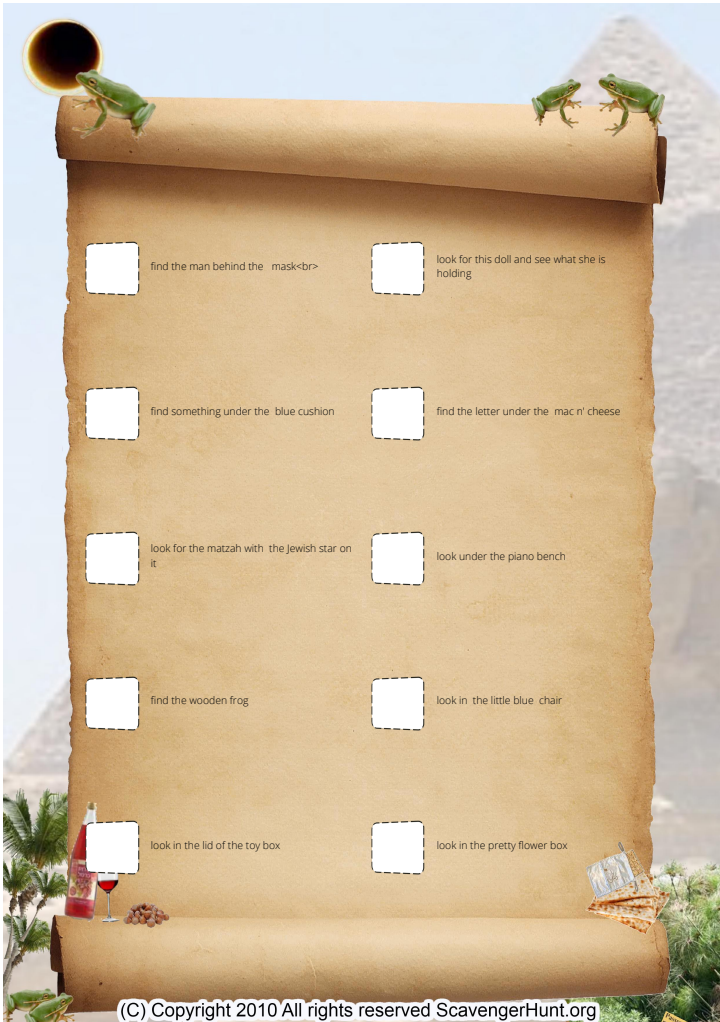 find the man behind the   mask<br>
look for this doll and see what she is
holding
find something under the  blue cushion
find the letter under the  mac n' cheese
look for the matzah with  the Jewish star on
it
look under the piano bench
find the wooden frog
look in  the little blue  chair
look in the lid of the toy box
look in the pretty flower box
(C) Copyright 2010 All rights reserved ScavengerHunt.org